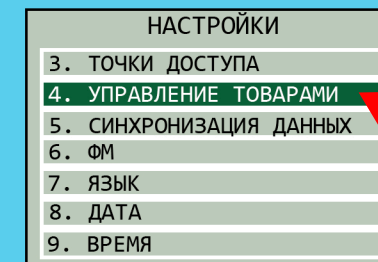 НАСТРОЙКИ
3. ТОЧКИ ДОСТУПА
4. УПРАВЛЕНИЕ ТОВАРАМИ
5. СИНХРОНИЗАЦИЯ ДАННЫХ
6. ФМ
7. ЯЗЫК
8. ДАТА
9. ВРЕМЯ